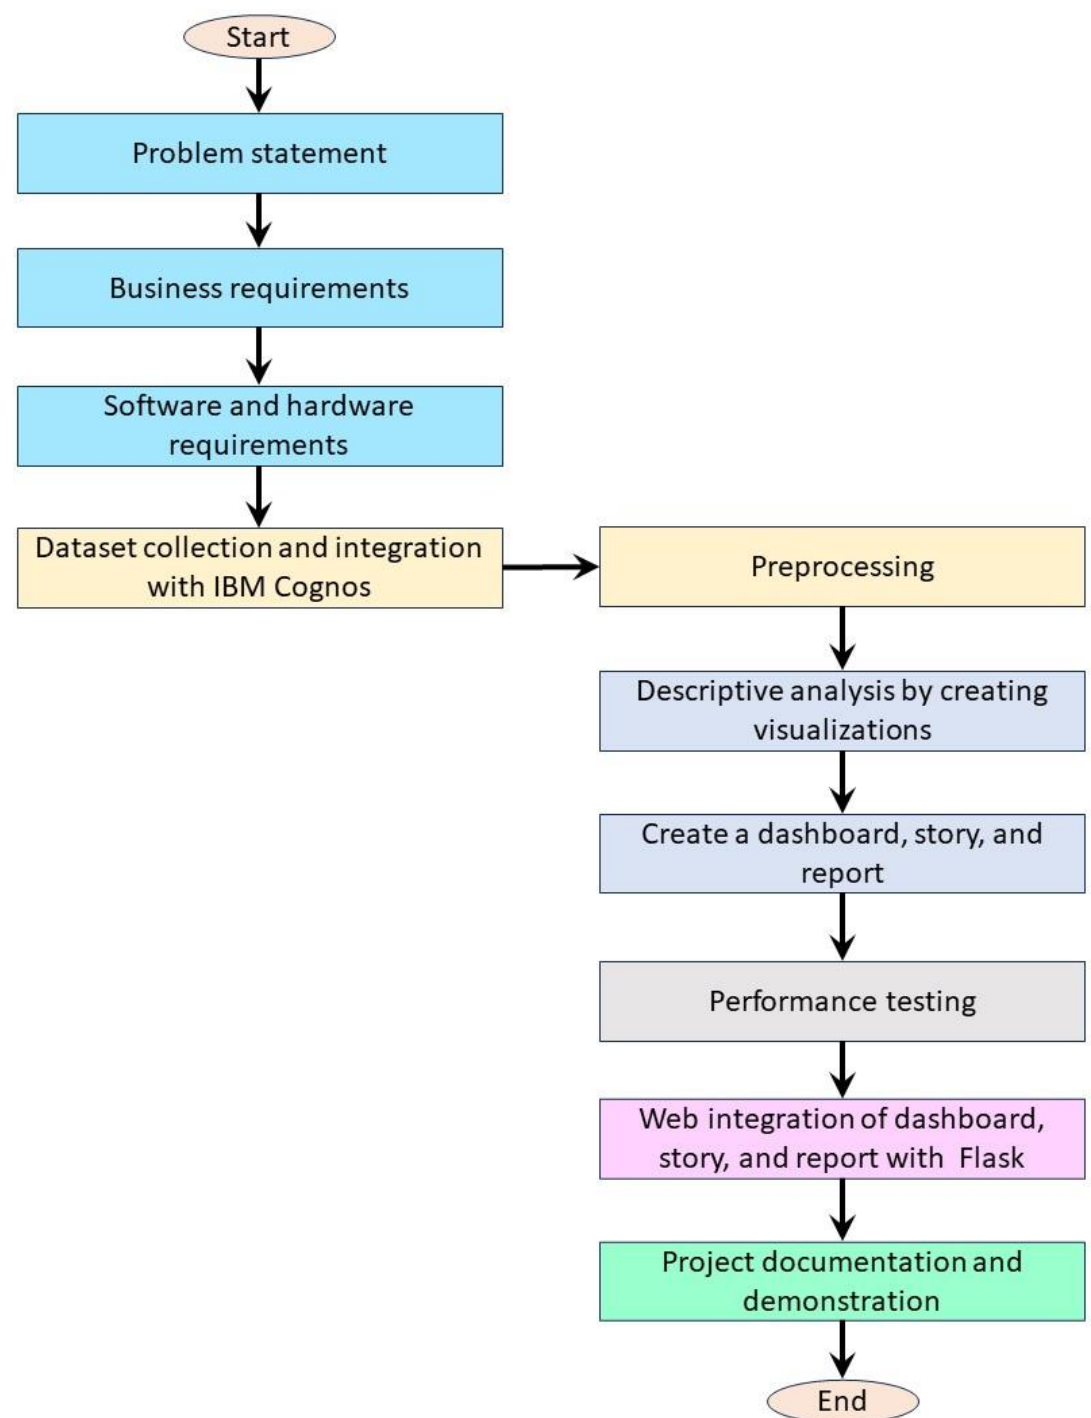 Start
Problem statement
Business requirements
Software and hardware
requirements
Dataset collection and integration
with IBM Cognos
Preprocessing
Descriptive analysis by creating
visualizations
Create a dashboard, story, and
report
Performance testing
Web integration of dashboard,
story, and report with  Flask
Project documentation and
demonstration
End